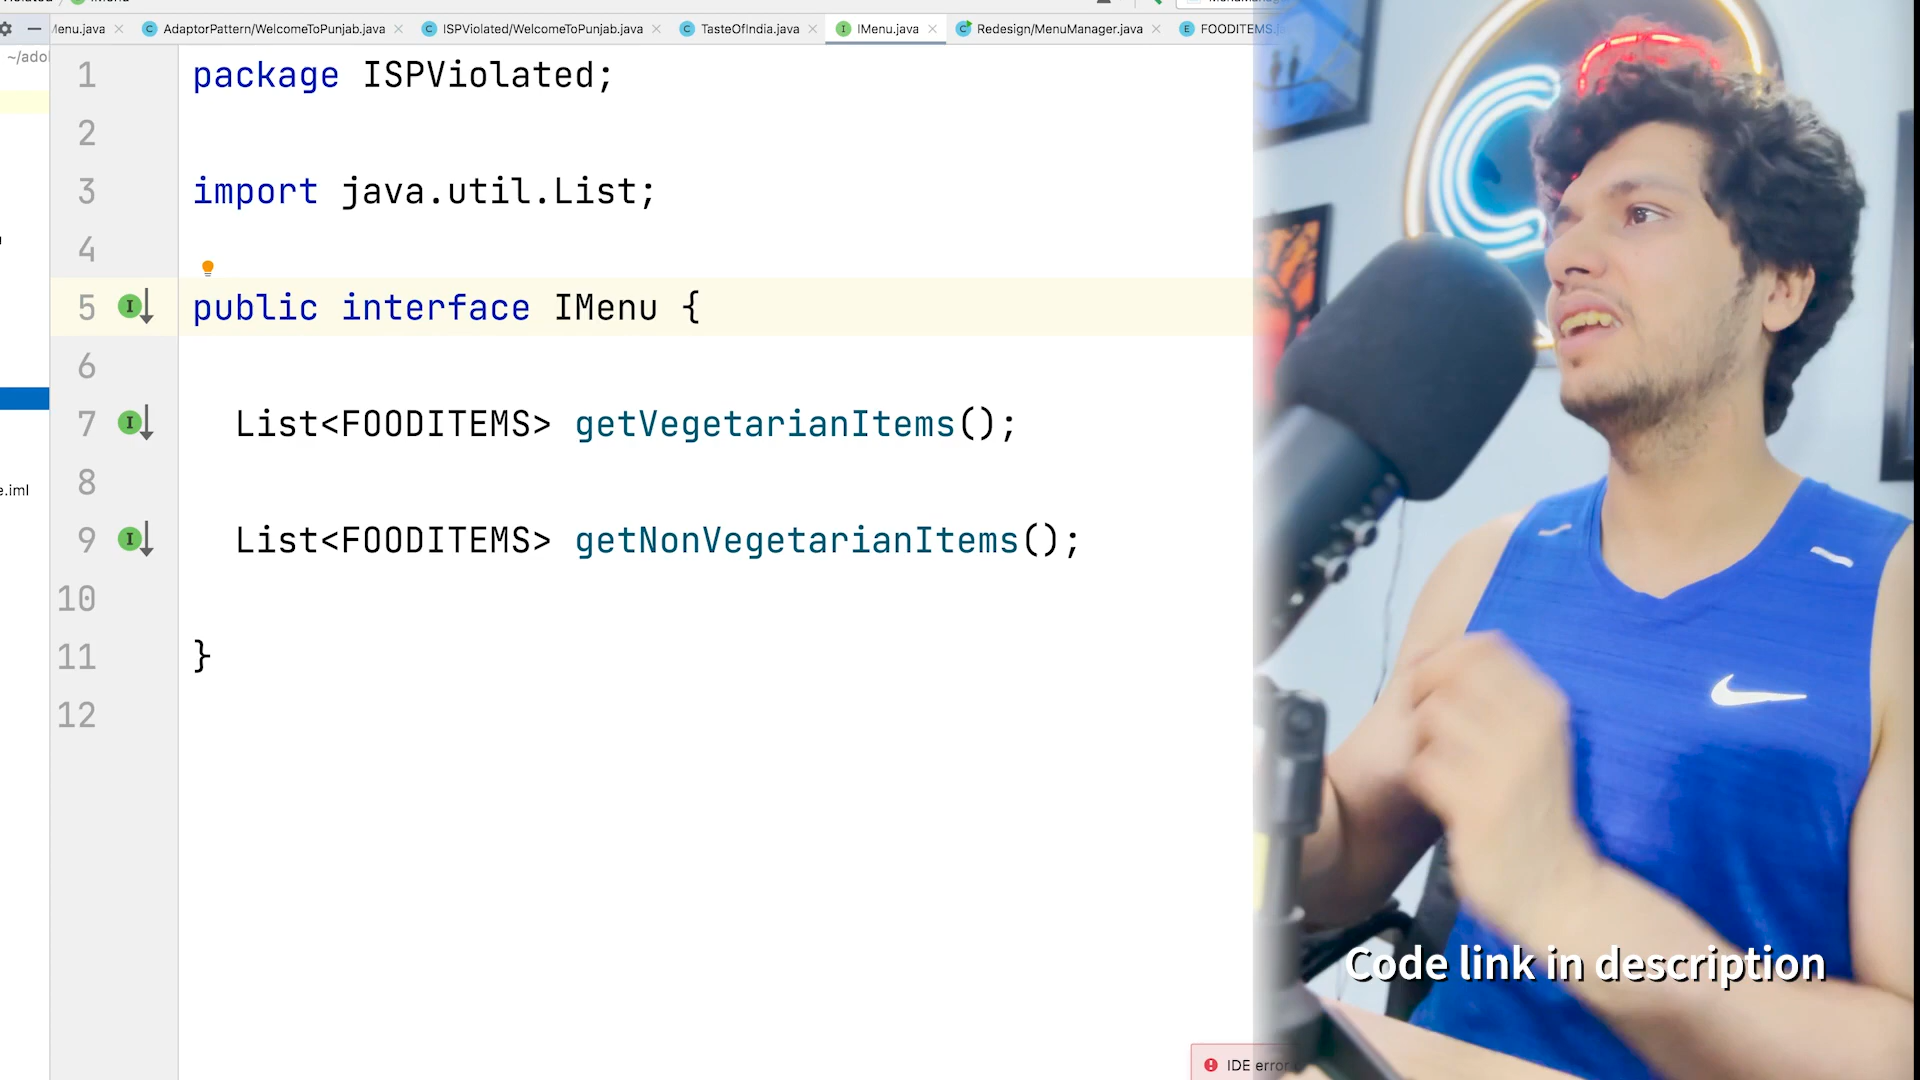 Menu.java AdaptorPattern/WelcomeToPunjab.java ISPViolated/WelcomeToPunjab.java TasteOfIndia.java IMenu.java Redesign/MenuManager.java FOODITEMS.ja
~/ado
e.iml
1 package ISPViolated;
2
3 import java.util.List;
4
5 public interface IMenu {
6
7 List<FOODITEMS> getVegetarianItems();
8
9 List<FOODITEMS> getNonVegetarianItems();
10
11 }
12
Code link in description
IDE error